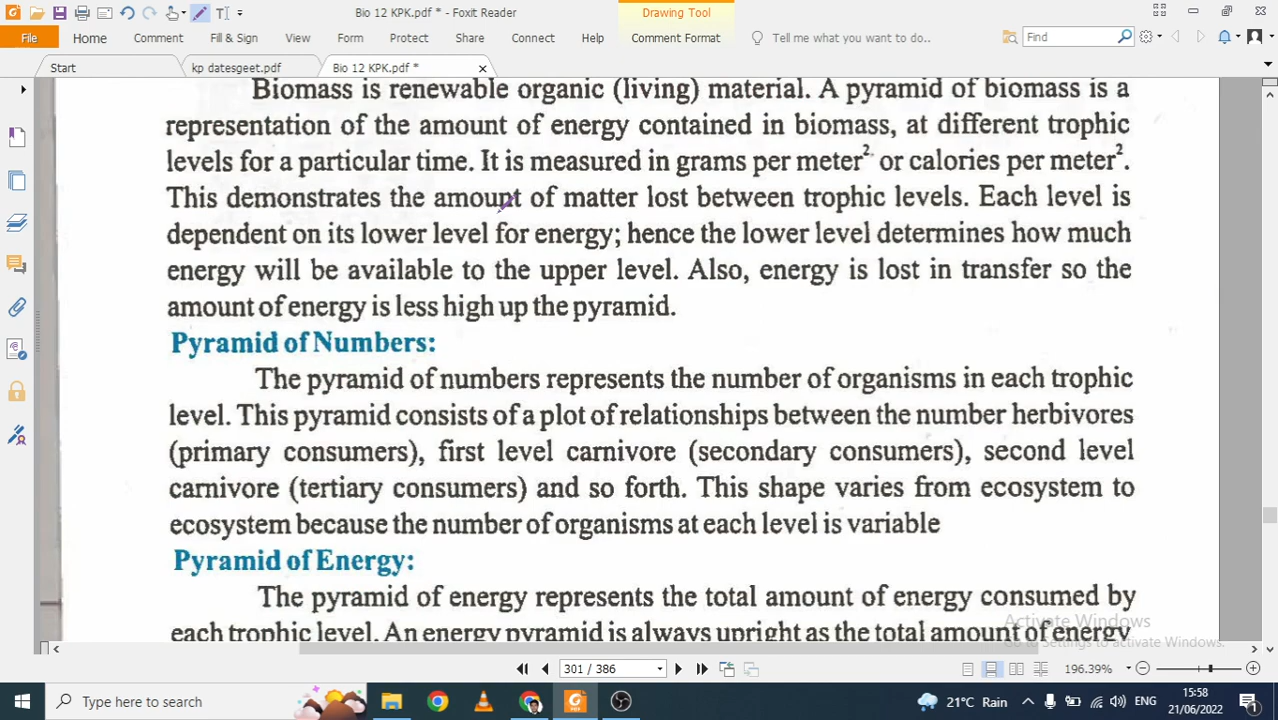 Bio 12 KPK.pdf * - Foxit Reader
Drawing Tool
File Home Comment Fill & Sign View Form Protect Share Connect Help Comment Format Tell me what you want to do.. Find
Start kp datesgeet.pdf Bio 12 KPK.pdf *
Biomass is renewable organic (living) material. A pyramid of biomass is a
representation of the amount of energy contained in biomass, at different trophic
levels for a particular time. It is measured in grams per meter². or calories per meter².
This demonstrates the amount of matter lost between trophic levels. Each level is
dependent on its lower level for energy; hence the lower level determines how much
energy will be available to the upper level. Also, energy is lost in transfer so the
amount of energy is less high up the pyramid.
Pyramid of Numbers:
The pyramid of numbers represents the number of organisms in each trophic
level. This pyramid consists of a plot of relationships between the number herbivores
(primary consumers), first level carnivore (secondary consumers), second level
carnivore (tertiary consumers) and so forth. This shape varies from ecosystem to
ecosystem because the number of organisms at each level is variable
Pyramid of Energy:
The pyramid of energy represents the total amount of energy consumed by
each trophic level. An energy pyramid is always upright as the total amount of energy
Activate Windows
Go to Settings to activate Windows.
301 / 386 196.39%
Type here to search 21°C Rain ENG 15:58
21/06/2022 1